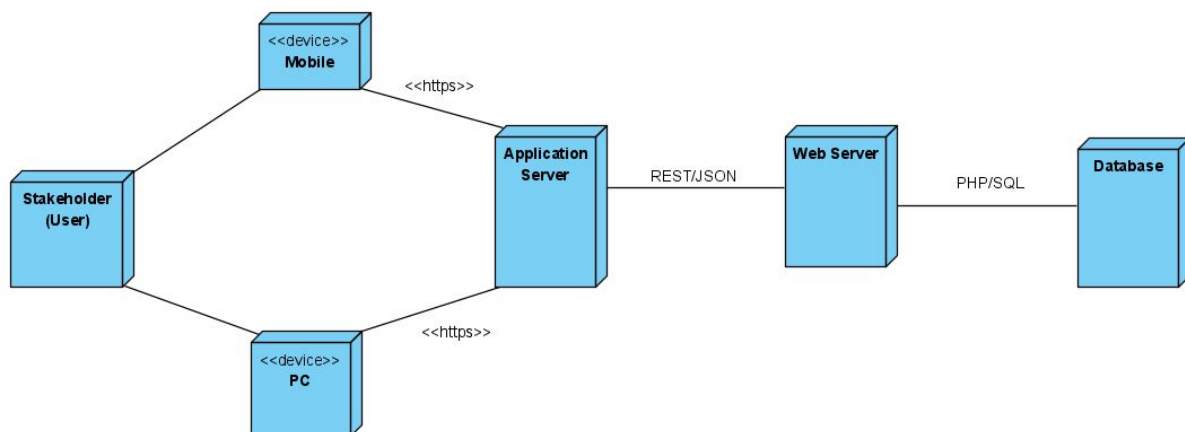 <<device>>
Mobile
<<https>>
Stakeholder
(User)
Application
Server
REST/JSON
Web Server
PHP/SQL
Database
<<https>>
<<device>>
PC